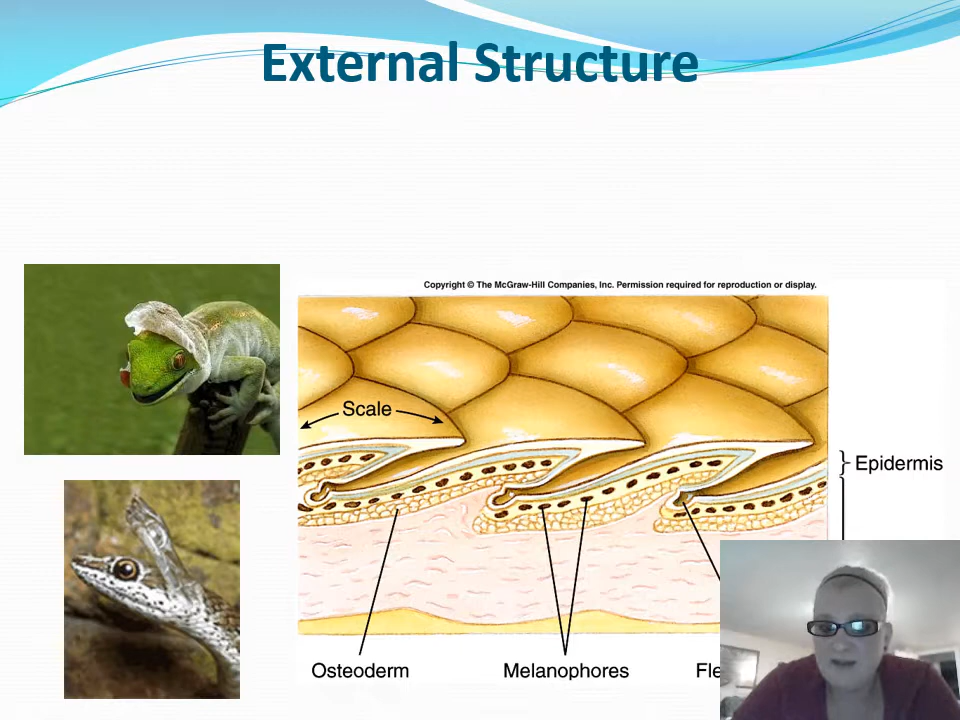 External Structure
Copyright © The McGraw-Hill Companies, Inc. Permission required for reproduction or display.
Scale
} Epidermis
Osteoderm
Melanophores
Fle